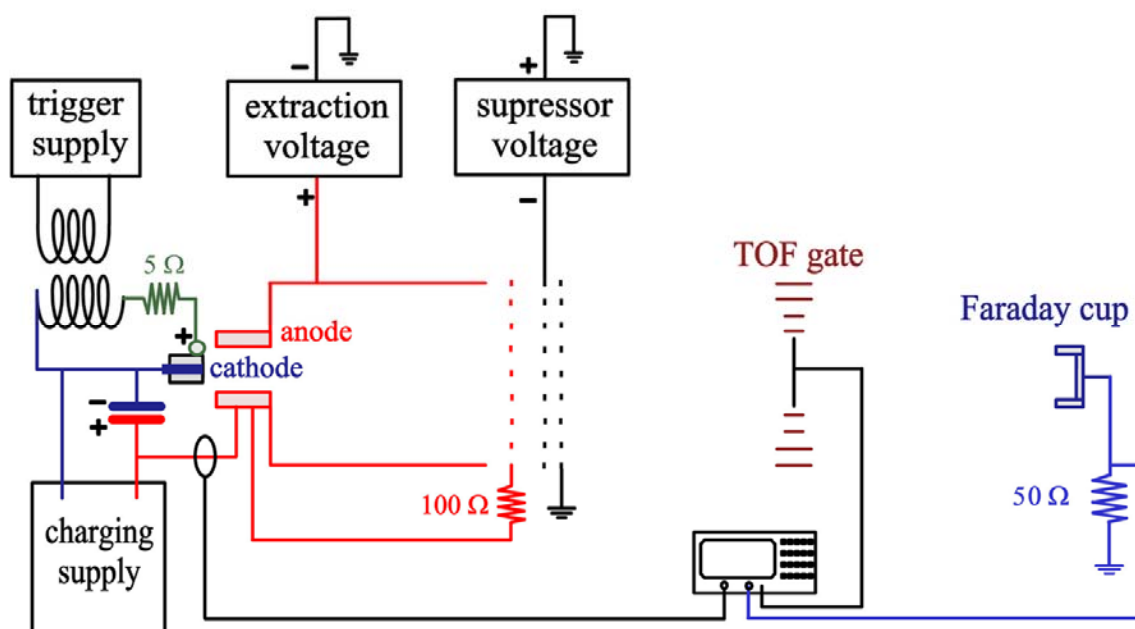 trigger
supply
−
extraction
voltage
+
+
supressor
voltage
−
5 Ω
+
anode
cathode
−
+
charging
supply
100 Ω
TOF gate
Faraday cup
50 Ω